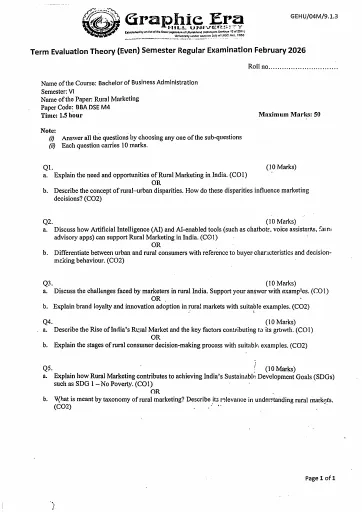 GEHU/04M/9.1.3
Graphic Era
HILL UNIVERSITY
Term Evaluation Theory (Even) Semester Regular Examination February 2026
Roll no..............................
Name of the Course: Bachelor of Business Administration
Semester: VI
Name of the Paper: Rural Marketing
Paper Code: BBA DSE M4
Time: 1.5 hour Maximum Marks: 50
Note:
(i) Answer all the questions by choosing any one of the sub-questions
(ii) Each question carries 10 marks.
Q1. (10 Marks)
a. Explain the need and opportunities of Rural Marketing in India. (CO1)
OR
b. Describe the concept of rural–urban disparities. How do these disparities influence marketing
decisions? (CO2)
Q2. (10 Marks)
a. Discuss how Artificial Intelligence (AI) and AI-enabled tools (such as chatbots, voice assistants, farm
advisory apps) can support Rural Marketing in India. (CO1)
OR
b. Differentiate between urban and rural consumers with reference to buyer characteristics and decision-
making behaviour. (CO2)
Q3. (10 Marks)
a. Discuss the challenges faced by marketers in rural India. Support your answer with examples. (CO1)
OR
b. Explain brand loyalty and innovation adoption in rural markets with suitable examples. (CO2)
Q4. (10 Marks)
a. Describe the Rise of India's Rural Market and the key factors contributing to its growth. (CO1)
OR
b. Explain the stages of rural consumer decision-making process with suitable examples. (CO2)
Q5. (10 Marks)
a. Explain how Rural Marketing contributes to achieving India's Sustainable Development Goals (SDGs)
such as SDG 1 – No Poverty. (CO1)
OR
b. What is meant by taxonomy of rural marketing? Describe its relevance in understanding rural markets.
(CO2)
Page 1 of 1